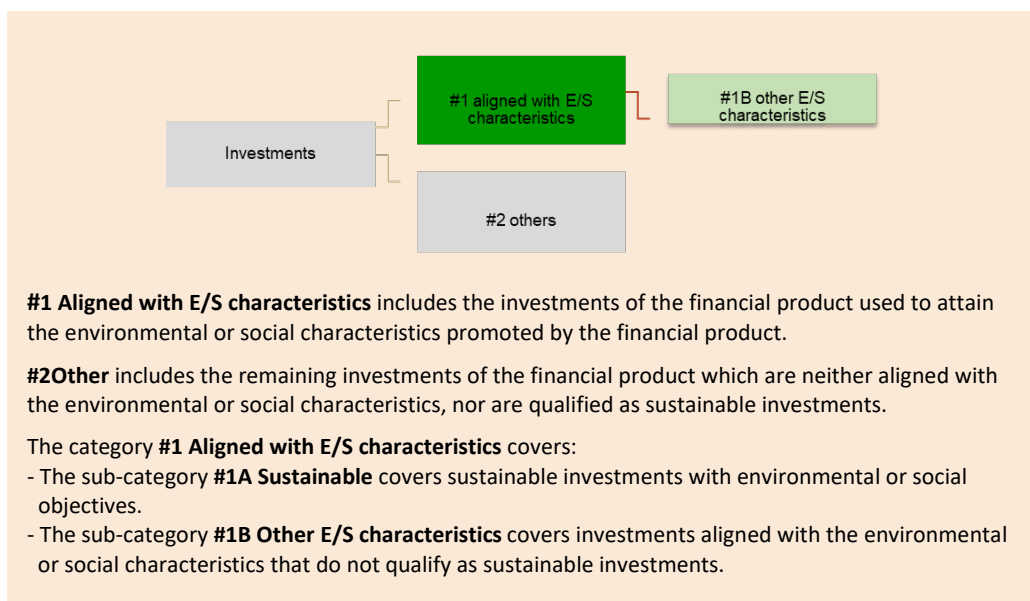 #1 aligned with E/S
characteristics
#1B other E/S
characteristics
Investments
#2 others
#1 Aligned with E/S characteristics includes the investments of the financial product used to attain
the environmental or social characteristics promoted by the financial product.
#2Other includes the remaining investments of the financial product which are neither aligned with
the environmental or social characteristics, nor are qualified as sustainable investments.
The category #1 Aligned with E/S characteristics covers:
- The sub-category #1A Sustainable covers sustainable investments with environmental or social
objectives.
- The sub-category #1B Other E/S characteristics covers investments aligned with the environmental
or social characteristics that do not qualify as sustainable investments.